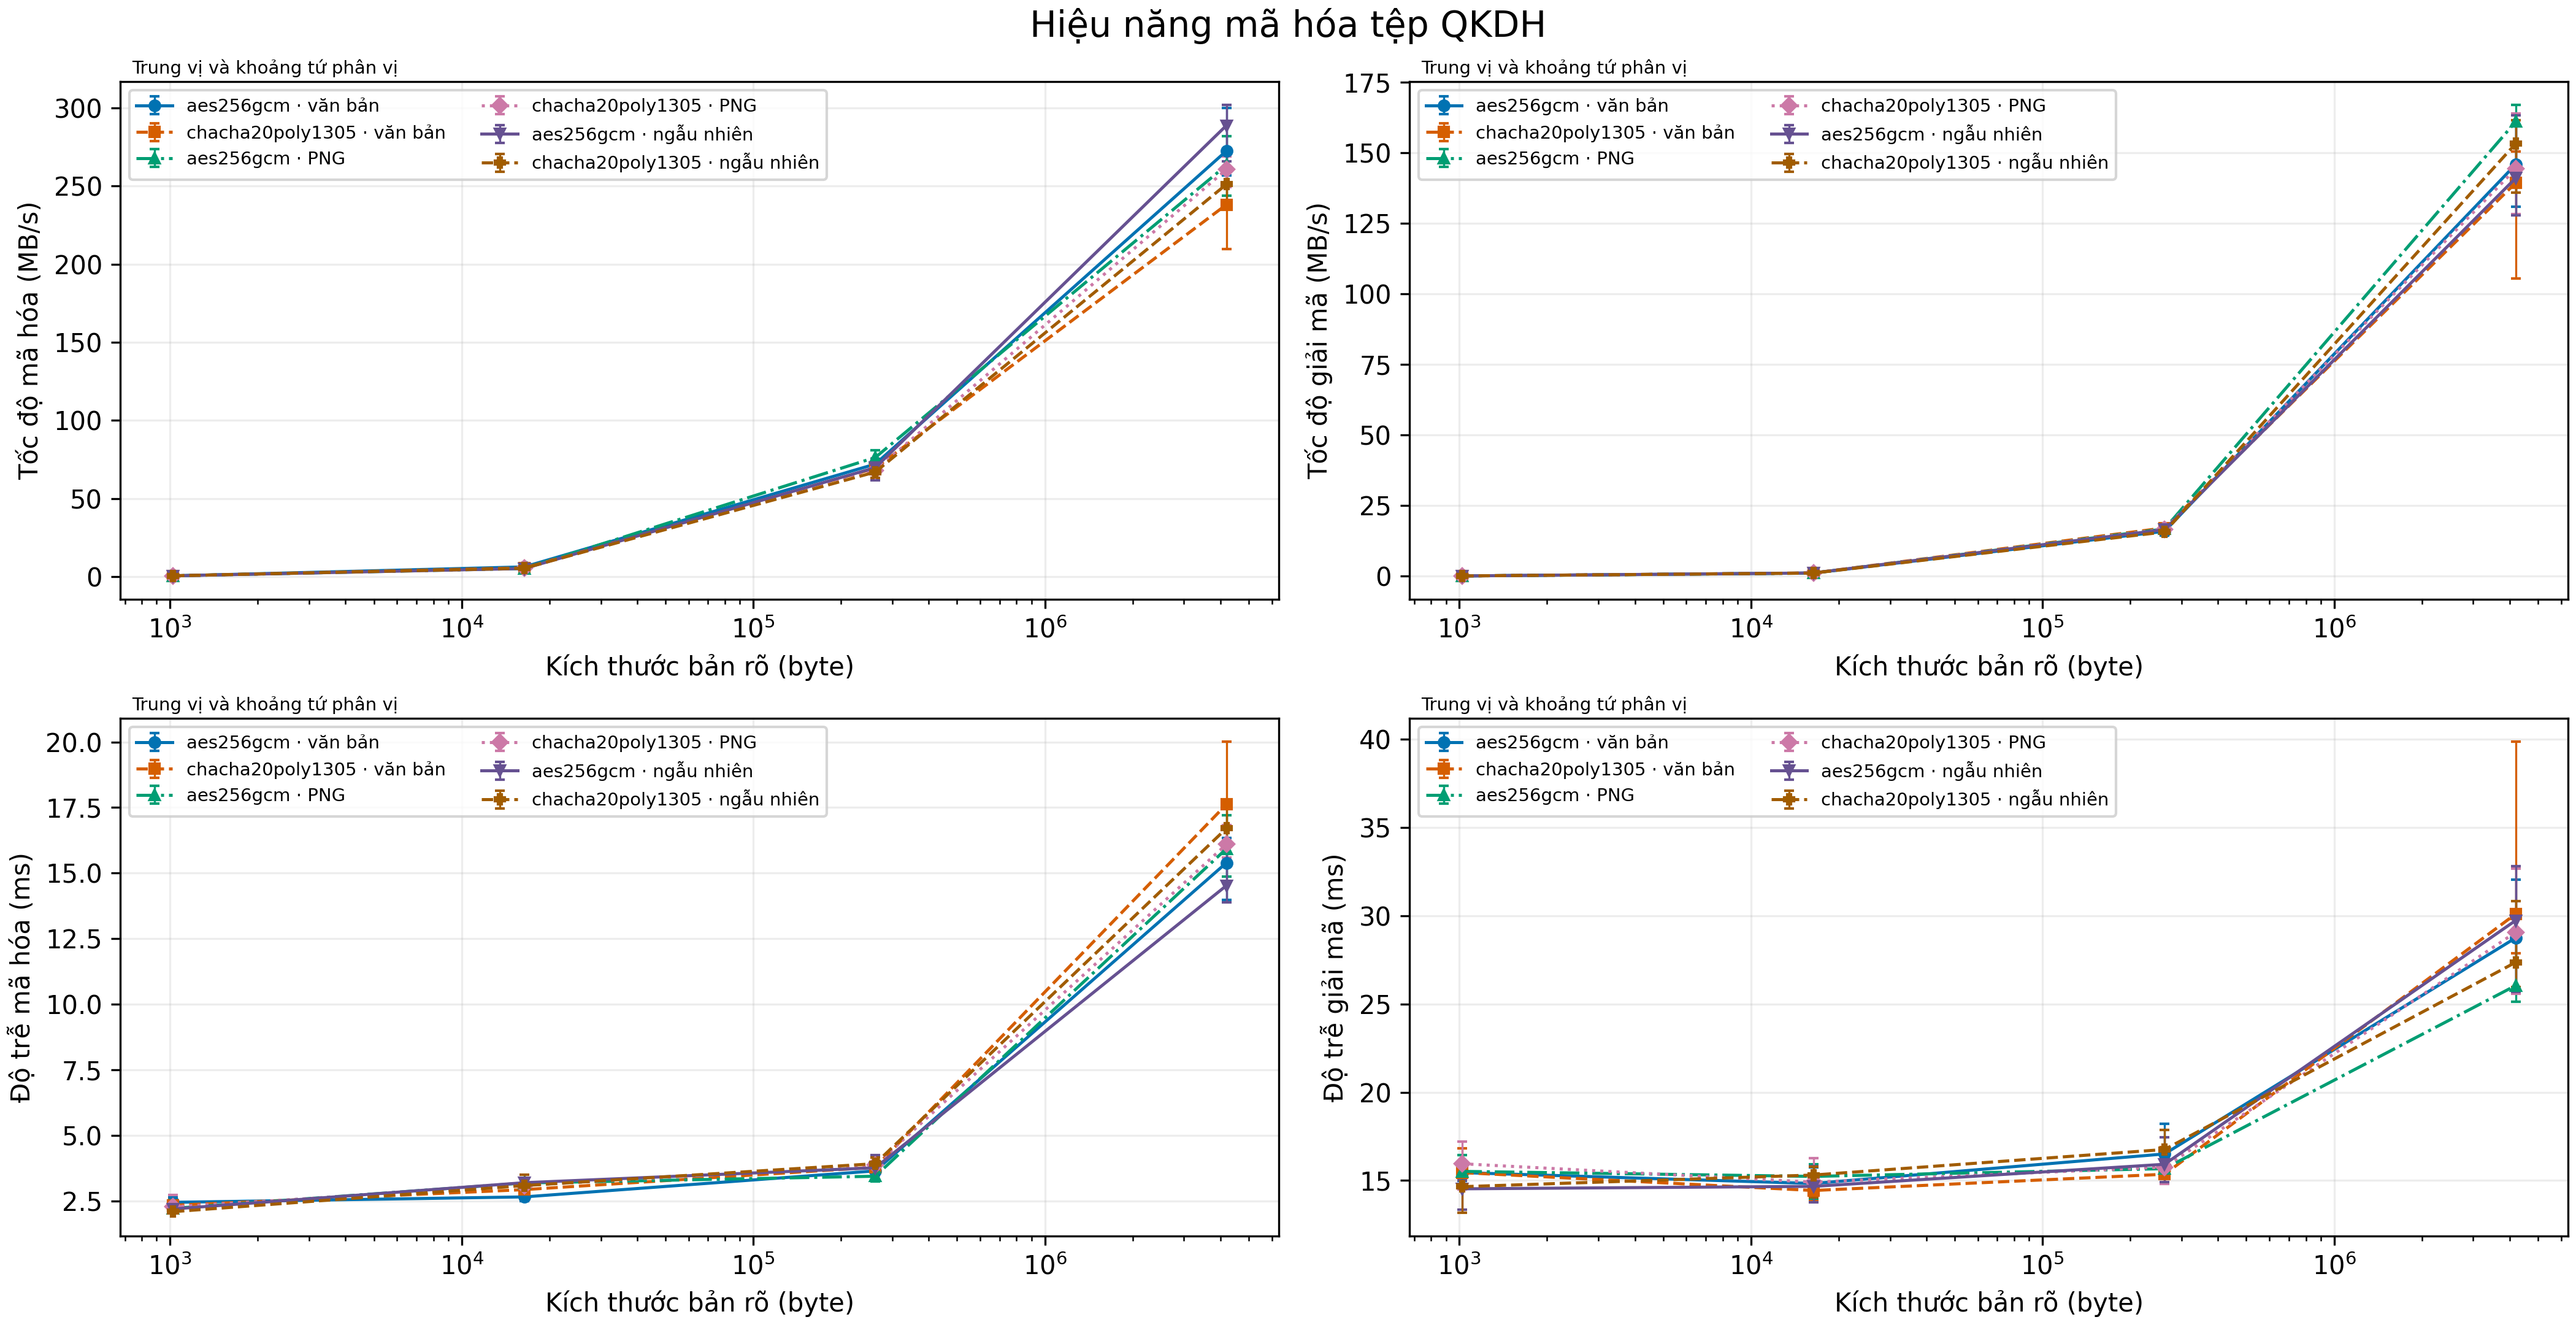 Hiệu năng mã hóa tệp QKDH
Trung vị và khoảng tứ phân vị
aes256gcm · văn bản
chacha20poly1305 · văn bản
aes256gcm · PNG
chacha20poly1305 · PNG
aes256gcm · ngẫu nhiên
chacha20poly1305 · ngẫu nhiên
Tốc độ mã hóa (MB/s)
300
250
200
150
100
50
0
10³ 10⁴ 10⁵ 10⁶
Kích thước bản rõ (byte)
Trung vị và khoảng tứ phân vị
aes256gcm · văn bản
chacha20poly1305 · văn bản
aes256gcm · PNG
chacha20poly1305 · PNG
aes256gcm · ngẫu nhiên
chacha20poly1305 · ngẫu nhiên
Tốc độ giải mã (MB/s)
175
150
125
100
75
50
25
0
10³ 10⁴ 10⁵ 10⁶
Kích thước bản rõ (byte)
Trung vị và khoảng tứ phân vị
aes256gcm · văn bản
chacha20poly1305 · văn bản
aes256gcm · PNG
chacha20poly1305 · PNG
aes256gcm · ngẫu nhiên
chacha20poly1305 · ngẫu nhiên
Độ trễ mã hóa (ms)
20.0
17.5
15.0
12.5
10.0
7.5
5.0
2.5
10³ 10⁴ 10⁵ 10⁶
Kích thước bản rõ (byte)
Trung vị và khoảng tứ phân vị
aes256gcm · văn bản
chacha20poly1305 · văn bản
aes256gcm · PNG
chacha20poly1305 · PNG
aes256gcm · ngẫu nhiên
chacha20poly1305 · ngẫu nhiên
Độ trễ giải mã (ms)
40
35
30
25
20
15
10³ 10⁴ 10⁵ 10⁶
Kích thước bản rõ (byte)